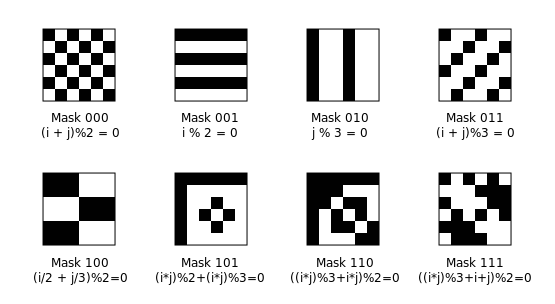 Mask 000
(i + j)%2 = 0
Mask 001
i % 2 = 0
Mask 010
j % 3 = 0
Mask 011
(i + j)%3 = 0
Mask 100
(i/2 + j/3)%2=0
Mask 101
(i*j)%2+(i*j)%3=0
Mask 110
((i*j)%3+i*j)%2=0
Mask 111
((i*j)%3+i+j)%2=0